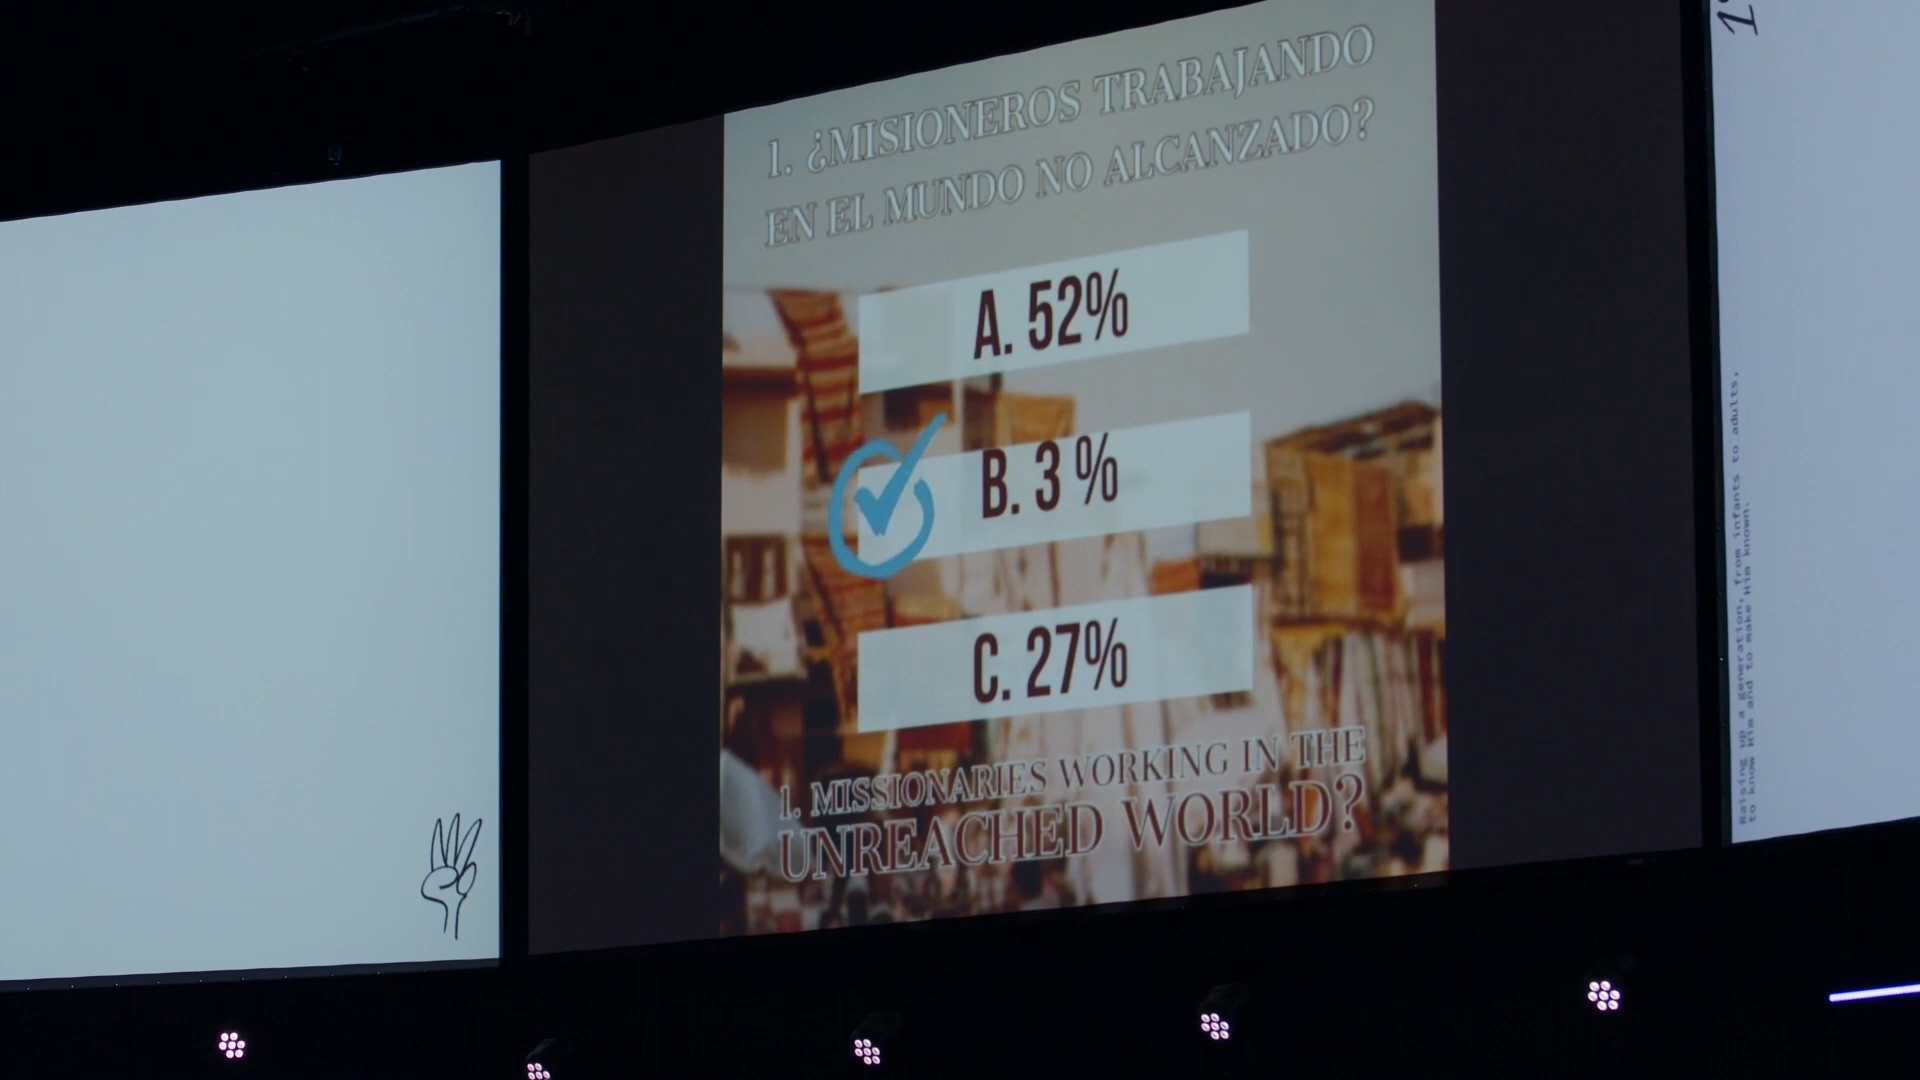 1. ¿MISIONEROS TRABAJANDO
EN EL MUNDO NO ALCANZADO?
A. 52%
B. 3 %
C. 27%
1. MISSIONARIES WORKING IN THE
UNREACHED WORLD?
Raising up a generation, from infants to adults,
to know Him and to make Him known.